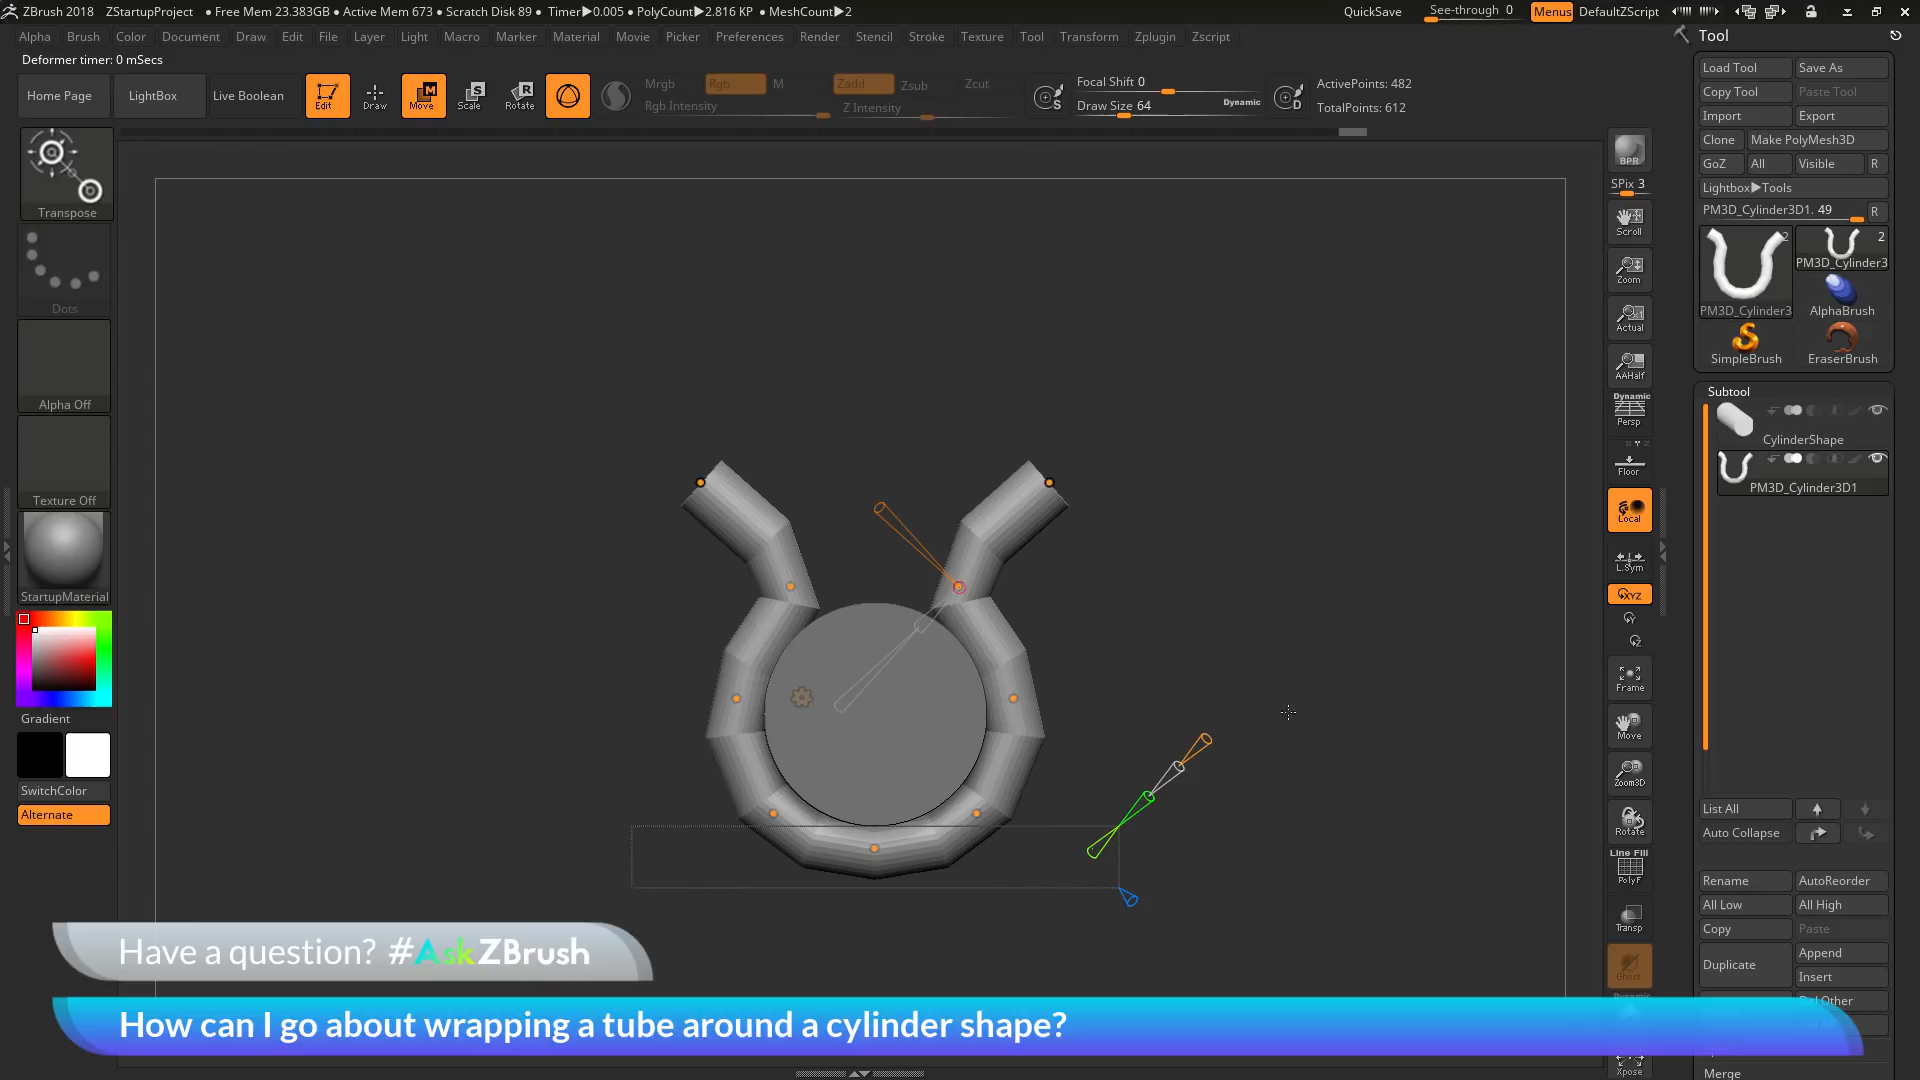 ZBrush 2018 ZStartupProject • Free Mem 23.383GB • Active Mem 673 • Scratch Disk 89 • Timer▶0.005 • PolyCount▶2.816 KP • MeshCount▶2
QuickSave See-through 0 Menus DefaultZScript
Alpha Brush Color Document Draw Edit File Layer Light Macro Marker Material Movie Picker Preferences Render Stencil Stroke Texture Tool Transform Zplugin Zscript
Deformer timer: 0 mSecs
Home Page LightBox Live Boolean
Edit Draw Move Scale Rotate
Mrgb Rgb M
Rgb Intensity
Zadd Zsub Zcut
Z Intensity
S
Focal Shift 0
Draw Size 64 Dynamic
D
ActivePoints: 482
TotalPoints: 612
Transpose
Dots
Alpha Off
Texture Off
StartupMaterial
Gradient
SwitchColor
Alternate
BPR
SPix 3
Scroll
Zoom
Actual
AAHalf
Dynamic
Persp
Floor
Local
L.Sym
XYZ
Y
Z
Frame
Move
Zoom3D
Rotate
Line Fill
PolyF
Transp
Ghost
Dynamic
Xpose
Tool
Load Tool Save As
Copy Tool Paste Tool
Import Export
Clone Make PolyMesh3D
GoZ All Visible R
Lightbox▶Tools
PM3D_Cylinder3D1. 49 R
2
2
PM3D_Cylinder3
PM3D_Cylinder3
AlphaBrush
SimpleBrush EraserBrush
Subtool
CylinderShape
PM3D_Cylinder3D1
List All
Auto Collapse
Rename AutoReorder
All Low All High
Copy Paste
Duplicate
Append
Insert
Del Other
Merge
Have a question? #AskZBrush
How can I go about wrapping a tube around a cylinder shape?